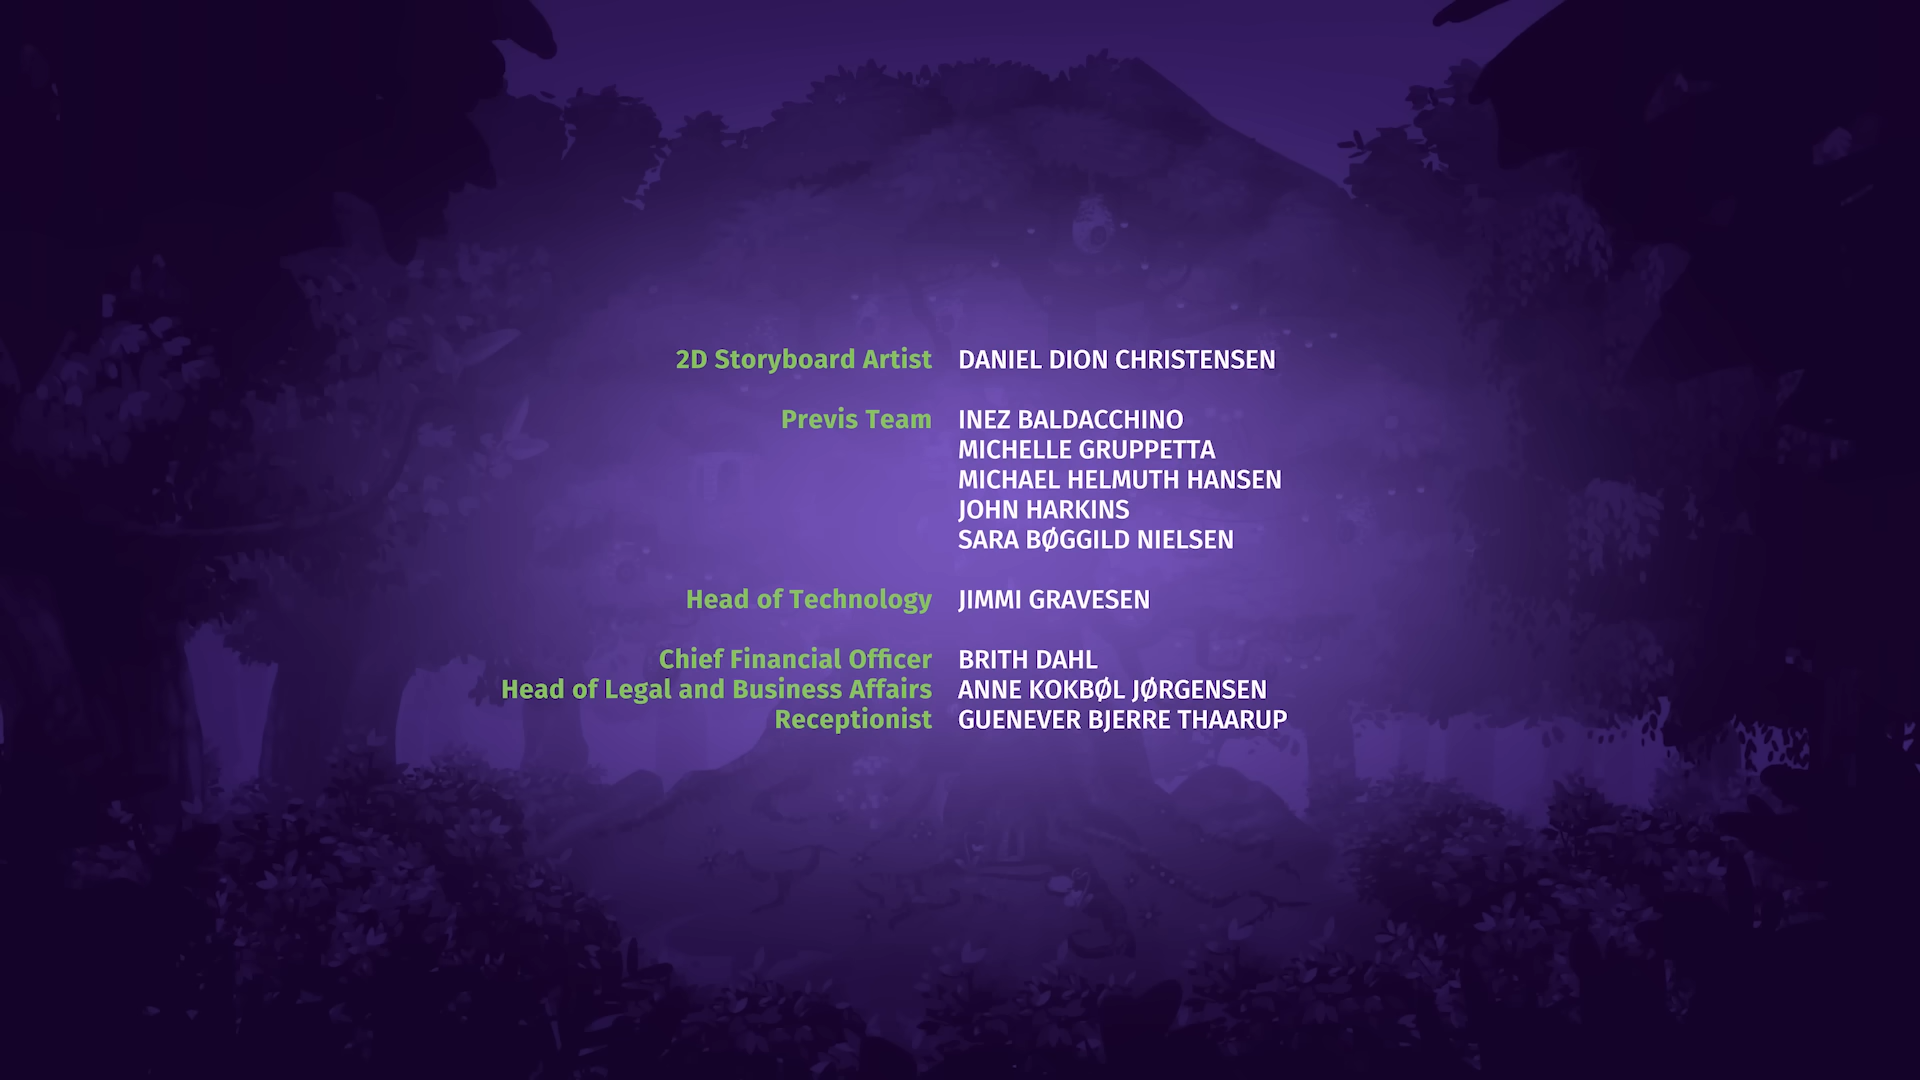 2D Storyboard Artist DANIEL DION CHRISTENSEN
Previs Team INEZ BALDACCHINO
MICHELLE GRUPPETTA
MICHAEL HELMUTH HANSEN
JOHN HARKINS
SARA BØGGILD NIELSEN
Head of Technology JIMMI GRAVESEN
Chief Financial Officer BRITH DAHL
Head of Legal and Business Affairs ANNE KOKBØL JØRGENSEN
Receptionist GUENEVER BJERRE THAARUP